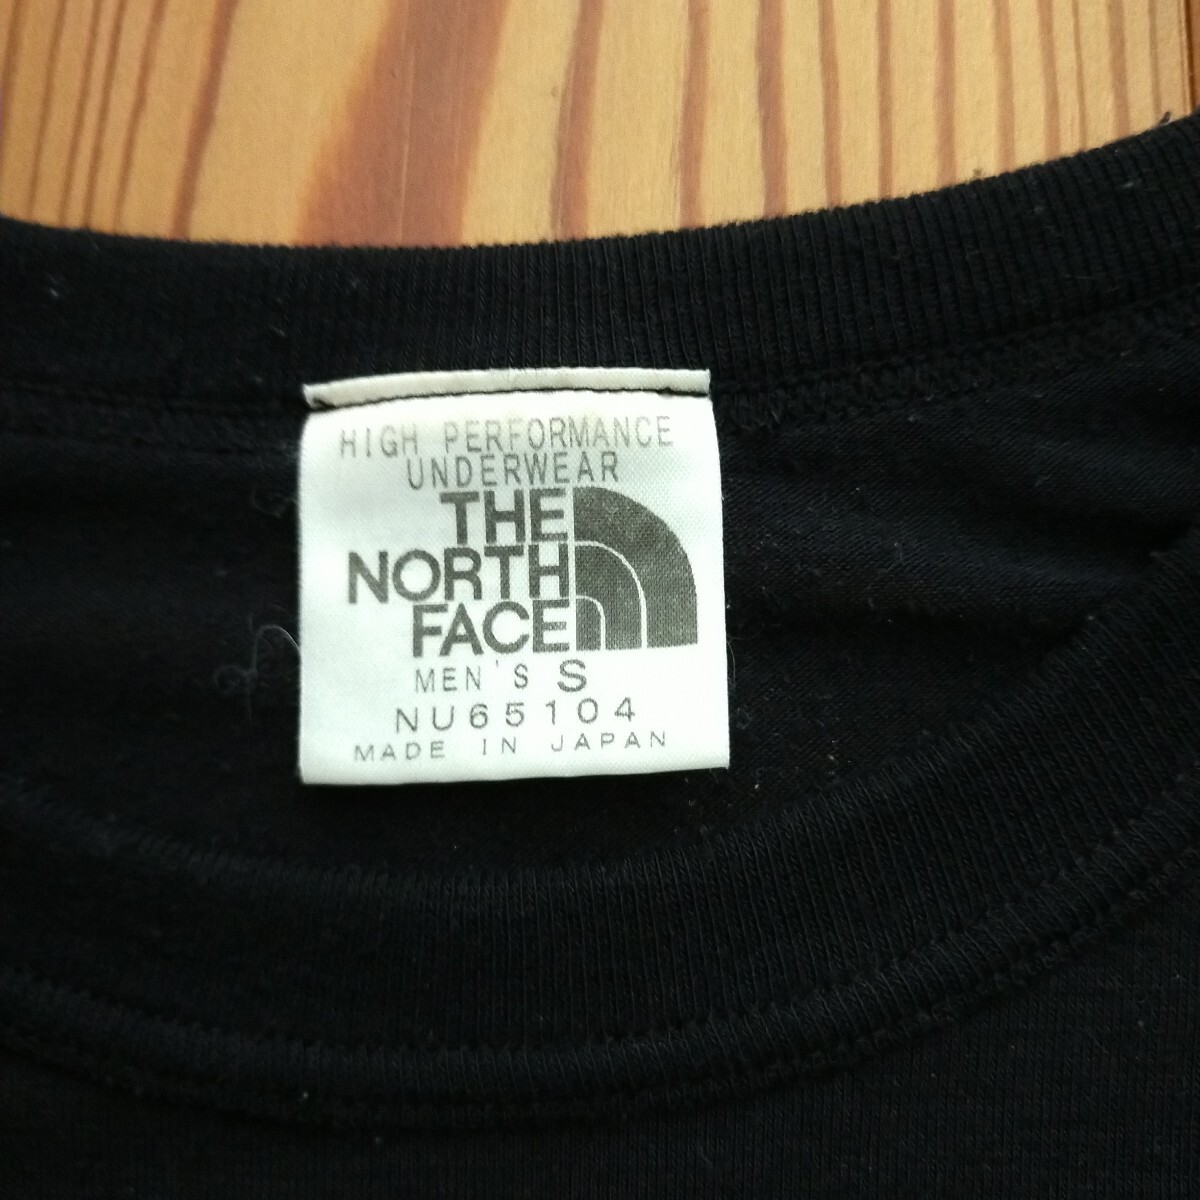 HIGH PERFORMANCE
UNDERWEAR
THE
NORTH
FACE
MEN'S S
NU65104
MADE IN JAPAN